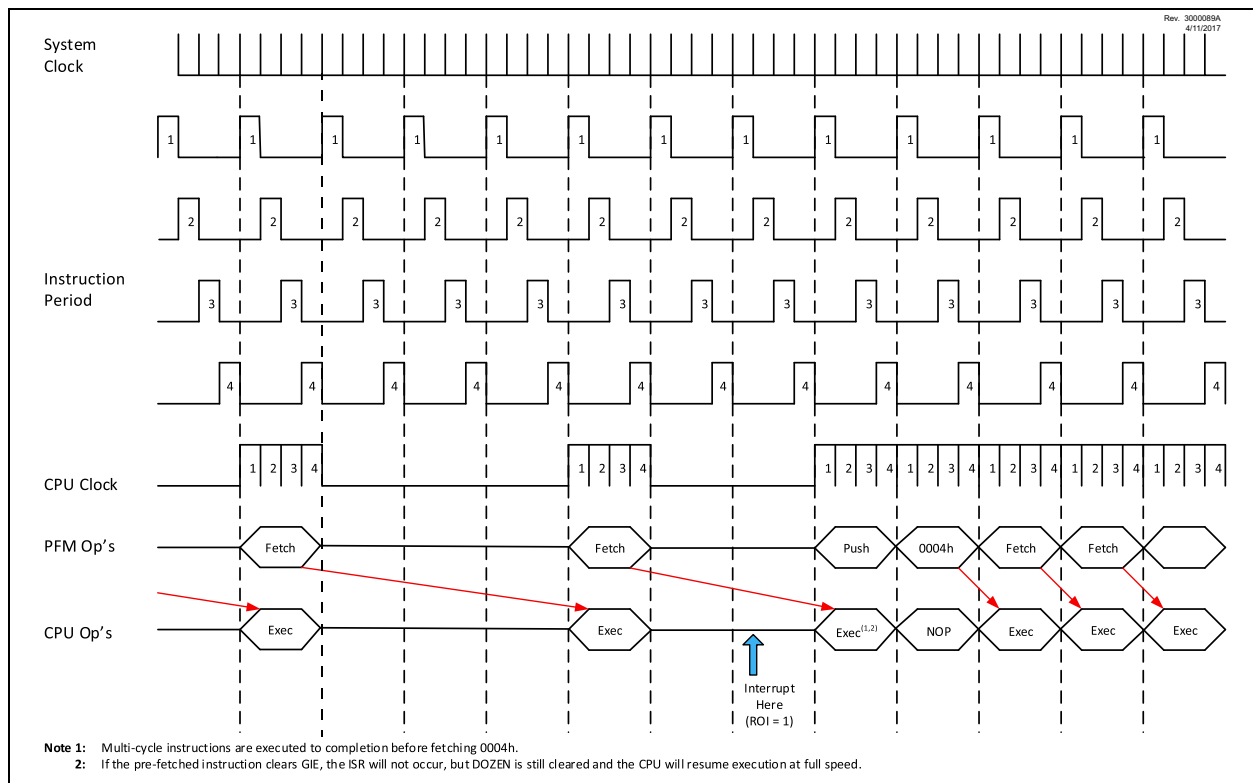 Rev. 3000089A
4/11/2017
System
Clock
1 1 1 1 1 1 1 1 1 1 1 1 1
2 2 2 2 2 2 2 2 2 2 2 2 2
Instruction
Period
3 3 3 3 3 3 3 3 3 3 3 3 3
4 4 4 4 4 4 4 4 4 4 4 4 4
CPU Clock
1 2 3 4 1 2 3 4 1 2 3 4 1 2 3 4 1 2 3 4 1 2 3 4 1 2 3 4
PFM Op's Fetch Fetch Push 0004h Fetch Fetch
CPU Op's Exec Exec Exec(1,2) NOP Exec Exec Exec
Interrupt
Here
(ROI = 1)
Note 1: Multi-cycle instructions are executed to completion before fetching 0004h.
2: If the pre-fetched instruction clears GIE, the ISR will not occur, but DOZEN is still cleared and the CPU will resume execution at full speed.